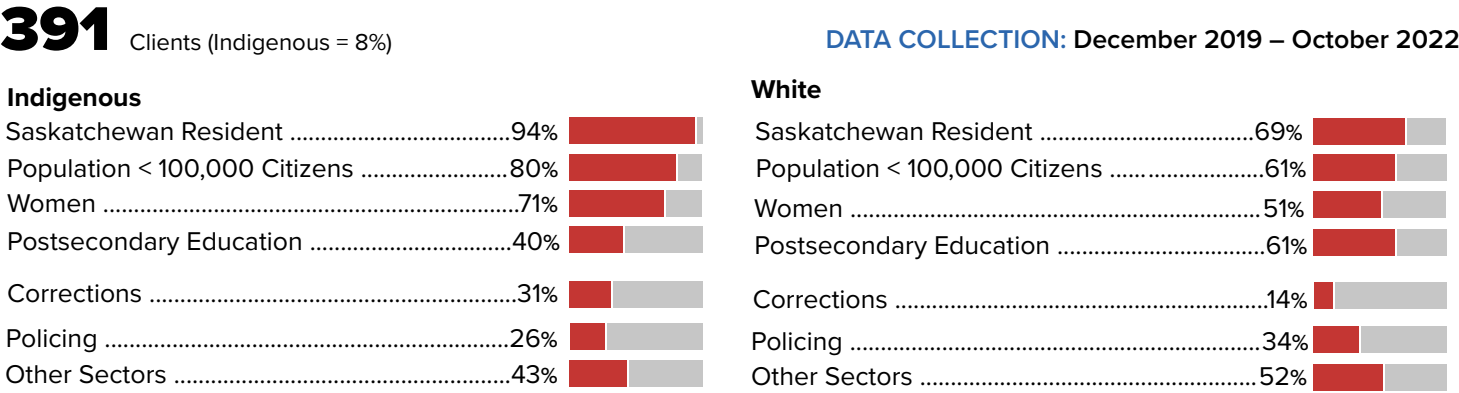 391 Clients (Indigenous = 8%)
DATA COLLECTION: December 2019 – October 2022
Indigenous
Saskatchewan Resident ..................................94%
Population < 100,000 Citizens .......................80%
Women ................................................................71%
Postsecondary Education ...............................40%
Corrections .........................................................31%
Policing ...............................................................26%
Other Sectors ....................................................43%
White
Saskatchewan Resident .................................69%
Population < 100,000 Citizens ........................61%
Women ...............................................................51%
Postsecondary Education ................................61%
Corrections .........................................................14%
Policing ...............................................................34%
Other Sectors ....................................................52%